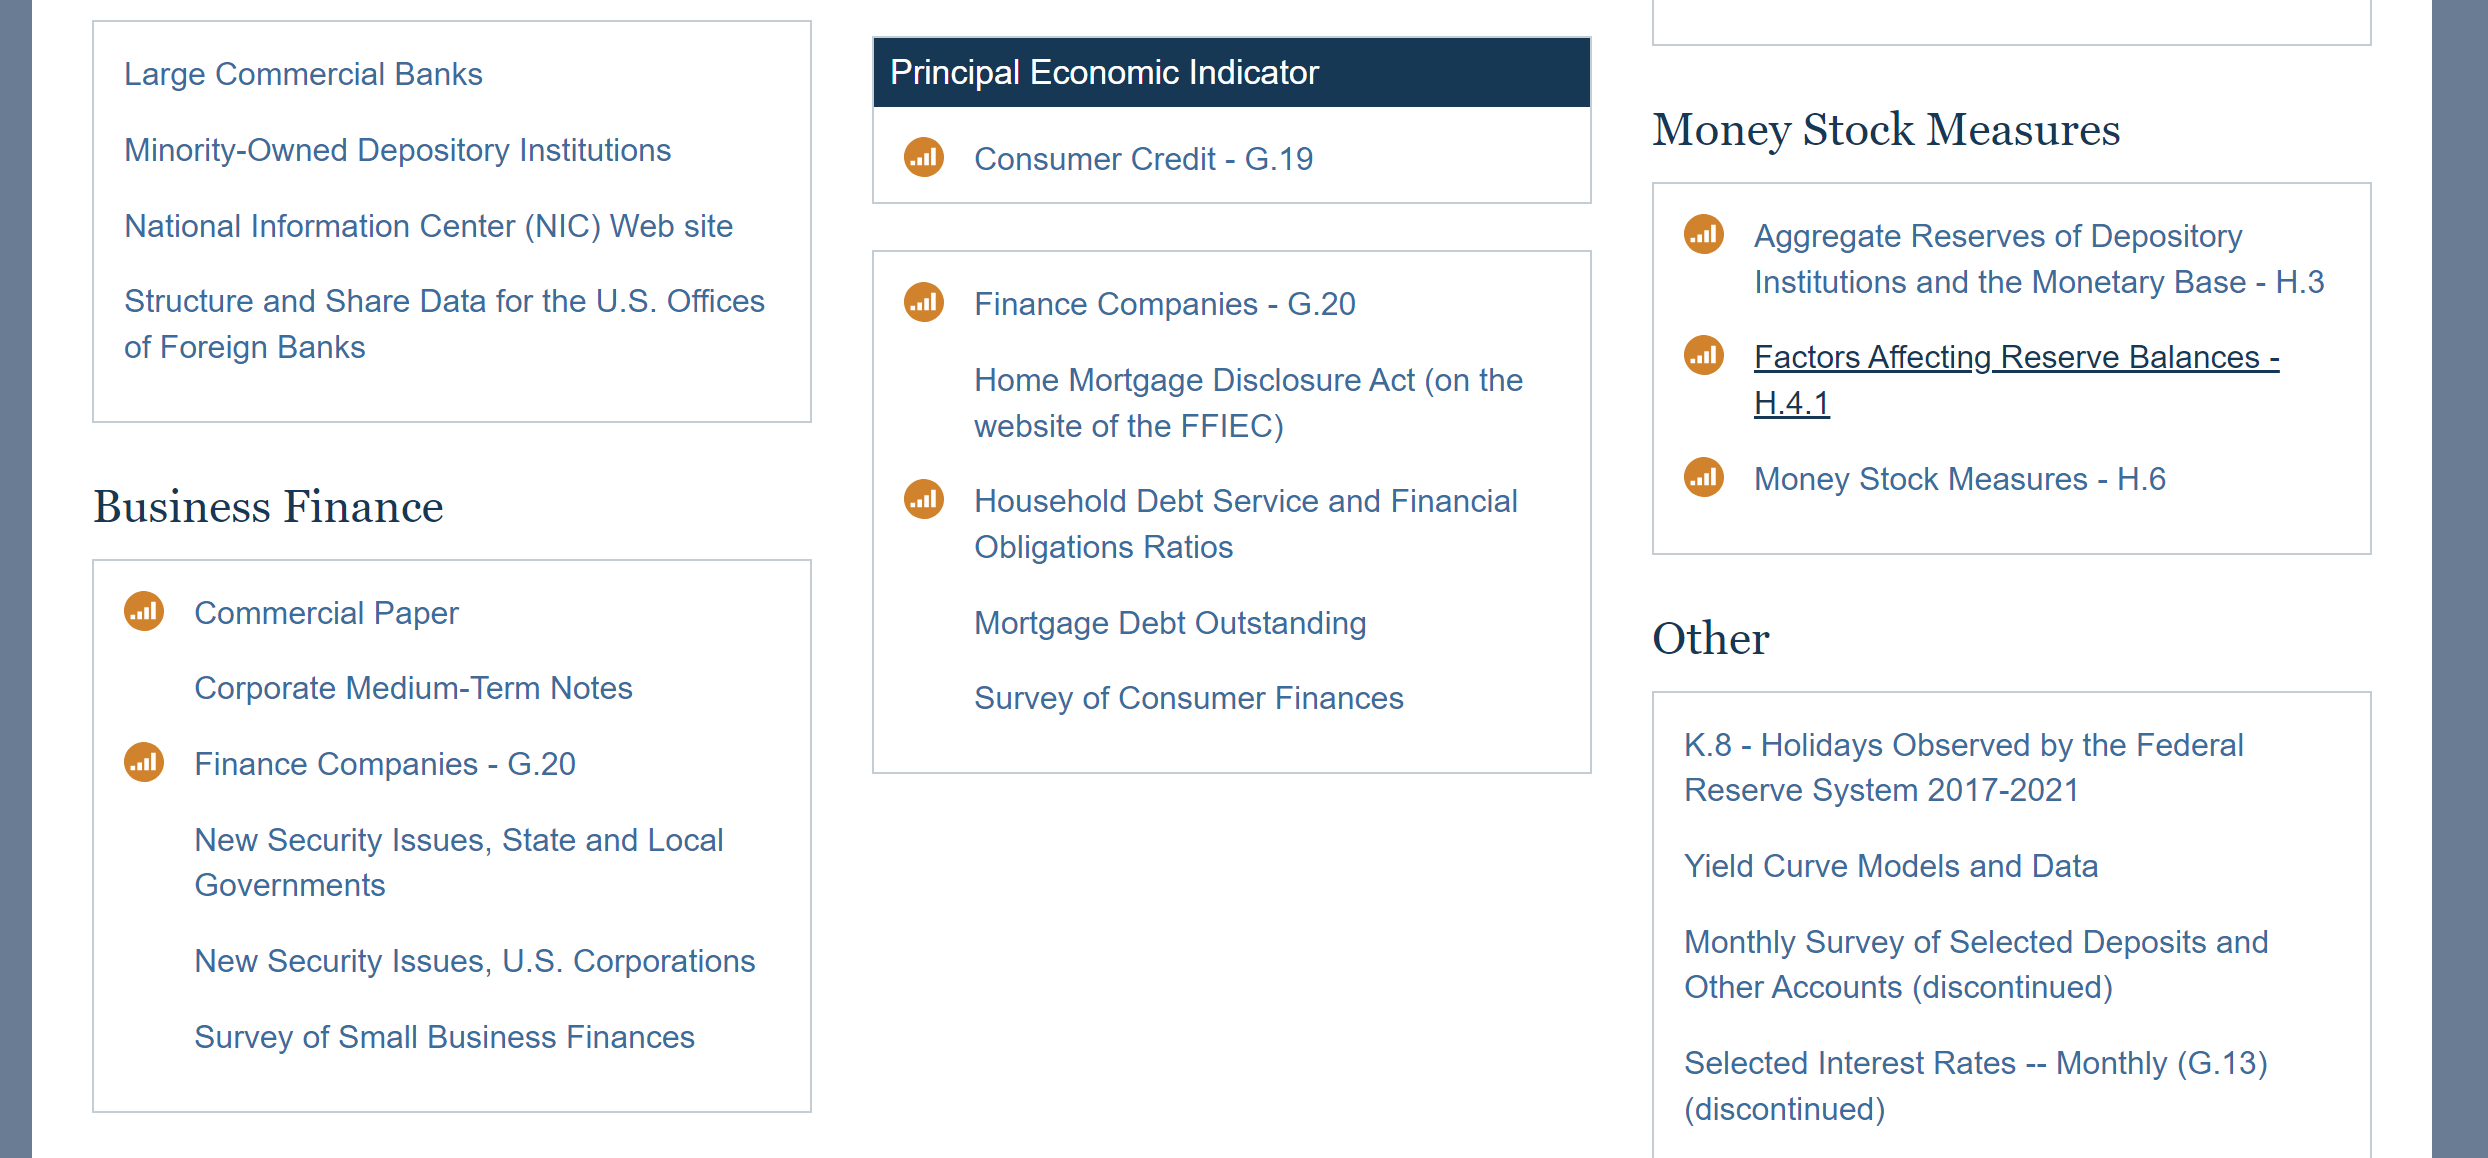 Large Commercial Banks
Minority-Owned Depository Institutions
National Information Center (NIC) Web site
Structure and Share Data for the U.S. Offices
of Foreign Banks
Business Finance
Commercial Paper
Corporate Medium-Term Notes
Finance Companies - G.20
New Security Issues, State and Local
Governments
New Security Issues, U.S. Corporations
Survey of Small Business Finances
Principal Economic Indicator
Consumer Credit - G.19
Finance Companies - G.20
Home Mortgage Disclosure Act (on the
website of the FFIEC)
Household Debt Service and Financial
Obligations Ratios
Mortgage Debt Outstanding
Survey of Consumer Finances
Money Stock Measures
Aggregate Reserves of Depository
Institutions and the Monetary Base - H.3
Factors Affecting Reserve Balances -
H.4.1
Money Stock Measures - H.6
Other
K.8 - Holidays Observed by the Federal
Reserve System 2017-2021
Yield Curve Models and Data
Monthly Survey of Selected Deposits and
Other Accounts (discontinued)
Selected Interest Rates -- Monthly (G.13)
(discontinued)